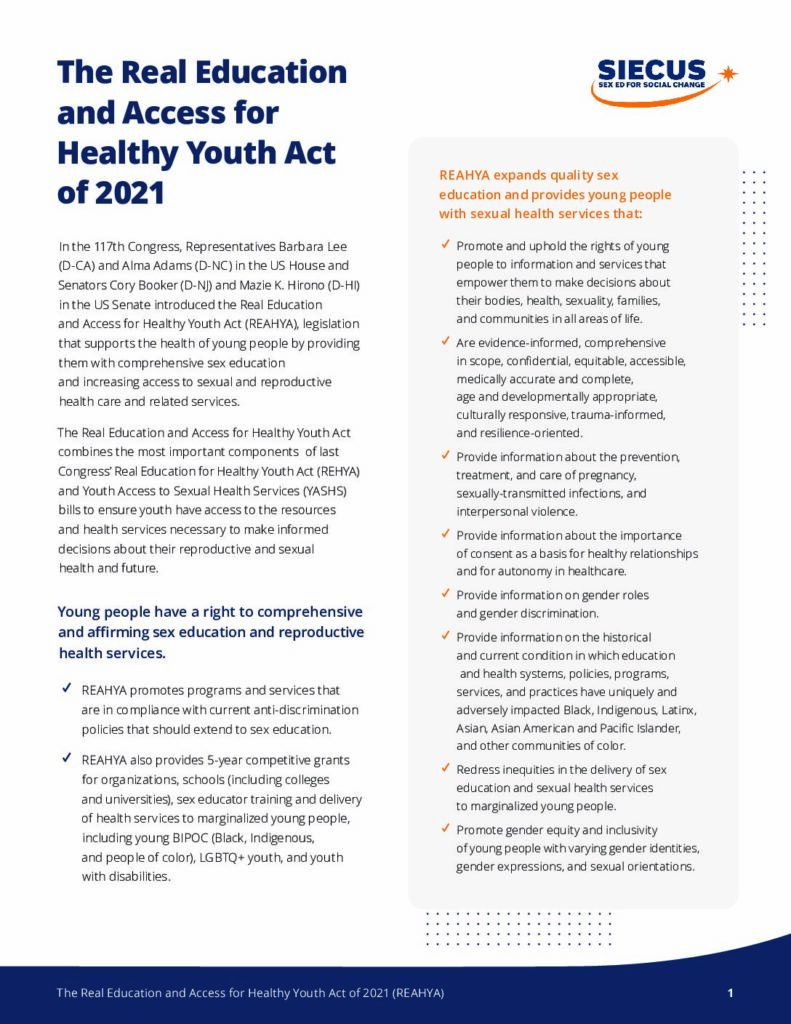 The Real Education
and Access for
Healthy Youth Act
of 2021
In the 117th Congress, Representatives Barbara Lee
(D-CA) and Alma Adams (D-NC) in the US House and
Senators Cory Booker (D-NJ) and Mazie K. Hirono (D-HI)
in the US Senate introduced the Real Education
and Access for Healthy Youth Act (REAHYA), legislation
that supports the health of young people by providing
them with comprehensive sex education
and increasing access to sexual and reproductive
health care and related services.
The Real Education and Access for Healthy Youth Act
combines the most important components of last
Congress' Real Education for Healthy Youth Act (REHYA)
and Youth Access to Sexual Health Services (YASHS)
bills to ensure youth have access to the resources
and health services necessary to make informed
decisions about their reproductive and sexual
health and future.
Young people have a right to comprehensive
and affirming sex education and reproductive
health services.
✓ REAHYA promotes programs and services that
are in compliance with current anti-discrimination
policies that should extend to sex education.
✓ REAHYA also provides 5-year competitive grants
for organizations, schools (including colleges
and universities), sex educator training and delivery
of health services to marginalized young people,
including young BIPOC (Black, Indigenous,
and people of color), LGBTQ+ youth, and youth
with disabilities.
SIECUS
SEX ED FOR SOCIAL CHANGE
REAHYA expands quality sex
education and provides young people
with sexual health services that:
✓ Promote and uphold the rights of young
people to information and services that
empower them to make decisions about
their bodies, health, sexuality, families,
and communities in all areas of life.
✓ Are evidence-informed, comprehensive
in scope, confidential, equitable, accessible,
medically accurate and complete,
age and developmentally appropriate,
culturally responsive, trauma-informed,
and resilience-oriented.
✓ Provide information about the prevention,
treatment, and care of pregnancy,
sexually-transmitted infections, and
interpersonal violence.
✓ Provide information about the importance
of consent as a basis for healthy relationships
and for autonomy in healthcare.
✓ Provide information on gender roles
and gender discrimination.
✓ Provide information on the historical
and current condition in which education
and health systems, policies, programs,
services, and practices have uniquely and
adversely impacted Black, Indigenous, Latinx,
Asian, Asian American and Pacific Islander,
and other communities of color.
✓ Redress inequities in the delivery of sex
education and sexual health services
to marginalized young people.
✓ Promote gender equity and inclusivity
of young people with varying gender identities,
gender expressions, and sexual orientations.
The Real Education and Access for Healthy Youth Act of 2021 (REAHYA)
1